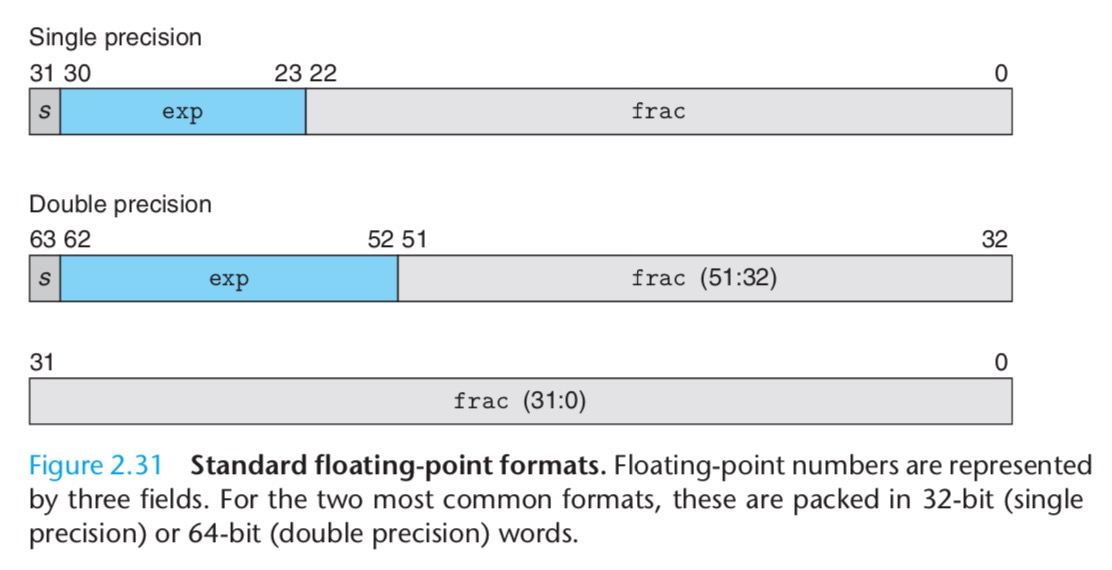 Single precision
31 30 23 22 0
s exp frac
Double precision
63 62 52 51 32
s exp frac (51:32)
31 0
frac (31:0)
Figure 2.31 Standard floating-point formats. Floating-point numbers are represented
by three fields. For the two most common formats, these are packed in 32-bit (single
precision) or 64-bit (double precision) words.